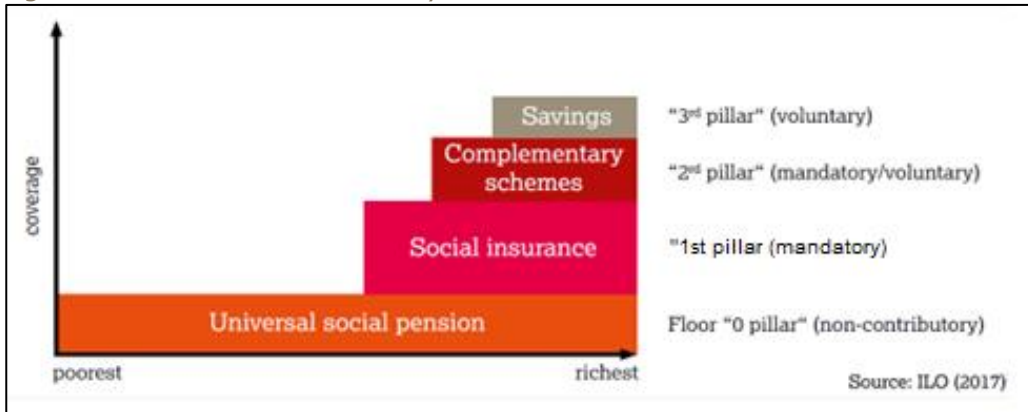 Savings
"3rd pillar" (voluntary)
Complementary
schemes
"2nd pillar" (mandatory/voluntary)
coverage
Social insurance
"1st pillar (mandatory)
Universal social pension
Floor "0 pillar" (non-contributory)
poorest
richest
Source: ILO (2017)